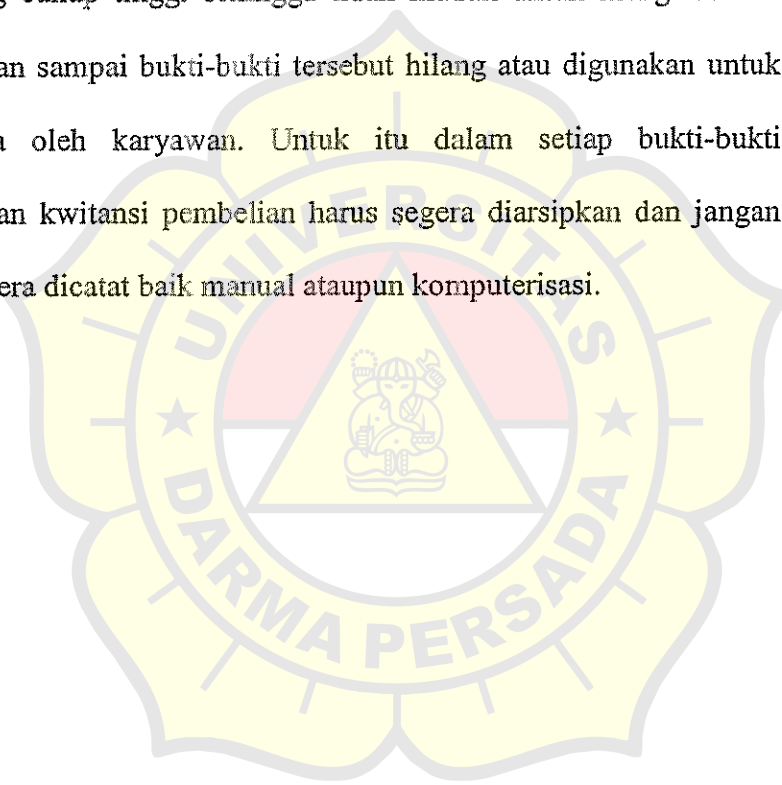 an sampai bukti-bukti tersebut hilang atau digunakan untuk
a oleh karyawan. Untuk itu dalam setiap bukti-bukti
an kwitansi pembelian harus segera diarsipkan dan jangan
era dicatat baik manual ataupun komputerisasi.
UNIVERSITAS
DARMA PERSADA